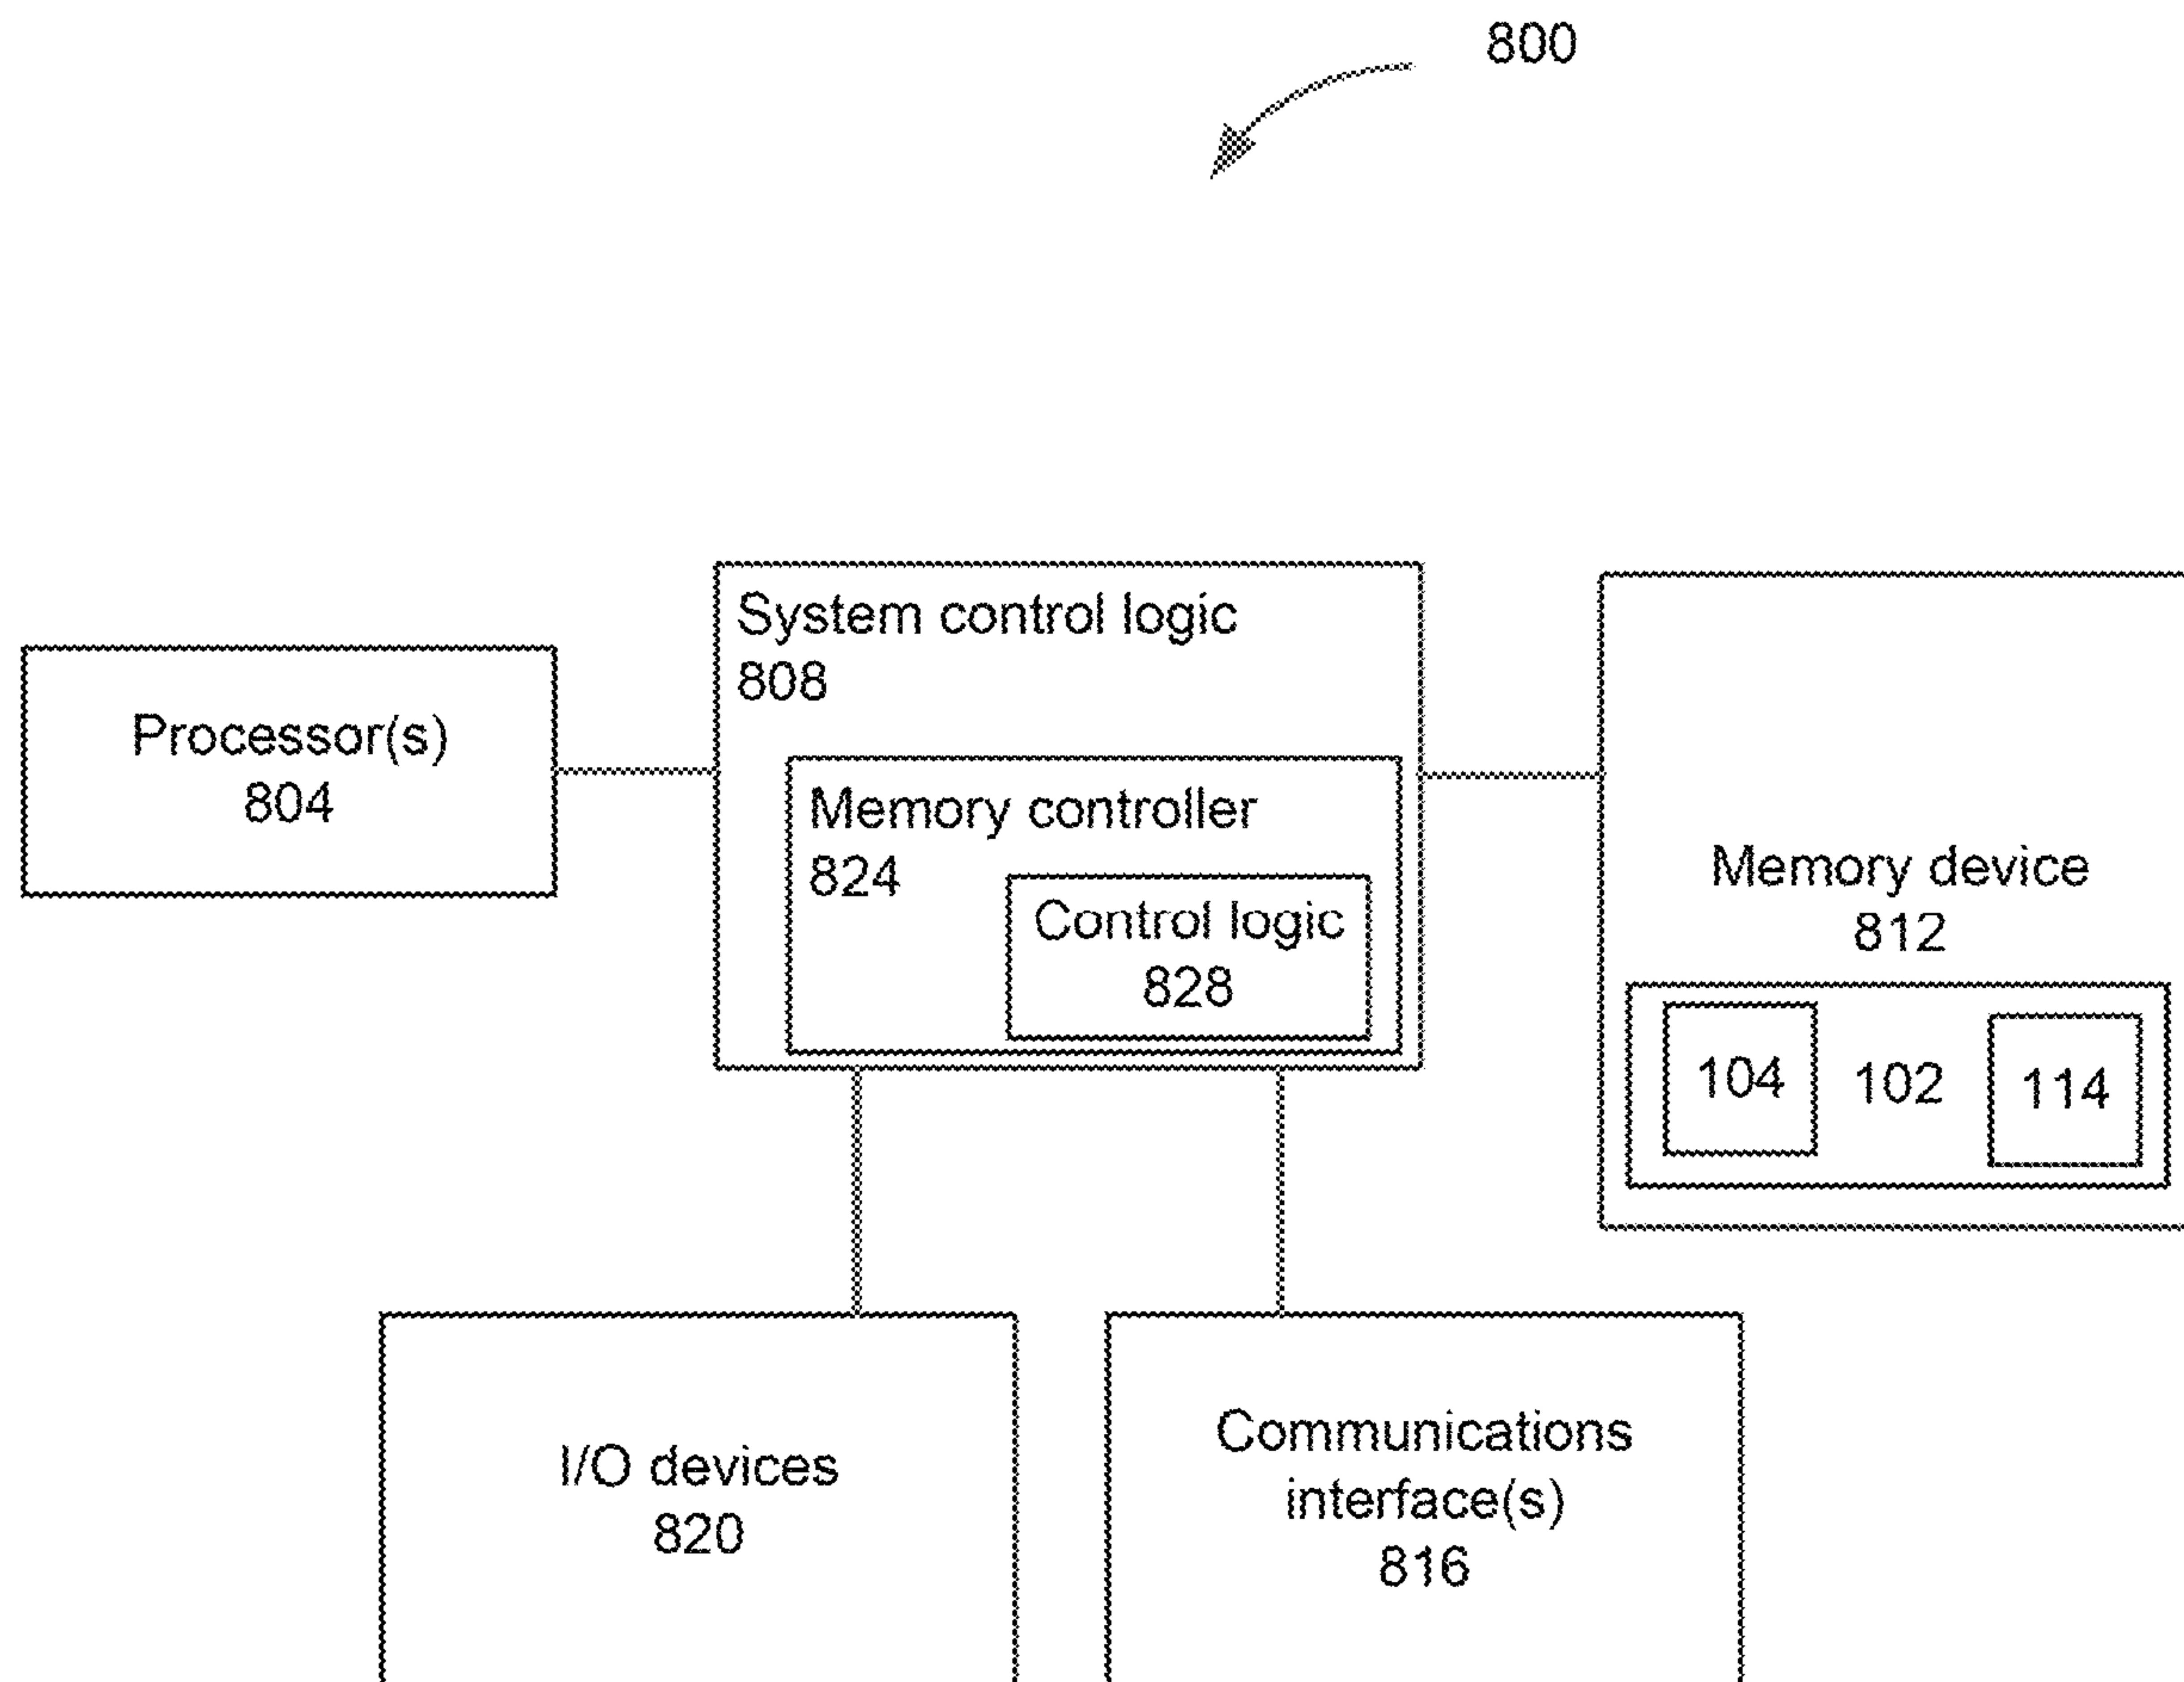 800
System control logic
808
Processor(s)
804
Memory controller
824
Control logic
828
Memory device
812
104
102
114
I/O devices
820
Communications
interface(s)
816